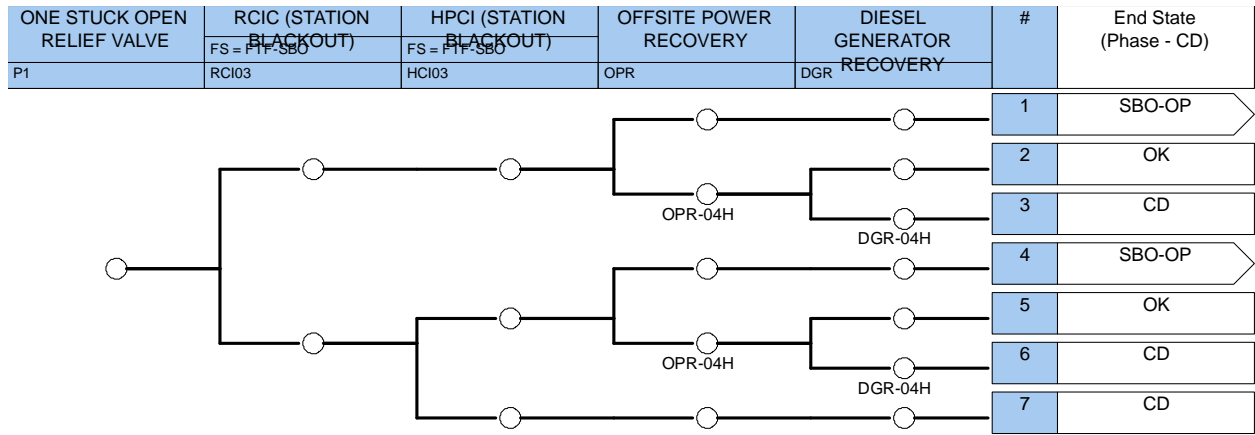 ONE STUCK OPEN
RELIEF VALVE
P1
RCIC (STATION
BLACKOUT)
FS = FTF-SBO
RCI03
HPCI (STATION
BLACKOUT)
FS = FTF-SBO
HCI03
OFFSITE POWER
RECOVERY
OPR
DIESEL
GENERATOR
RECOVERY
DGR
#
End State
(Phase - CD)
1
SBO-OP
2
OK
OPR-04H
3
CD
DGR-04H
4
SBO-OP
5
OK
OPR-04H
6
CD
DGR-04H
7
CD